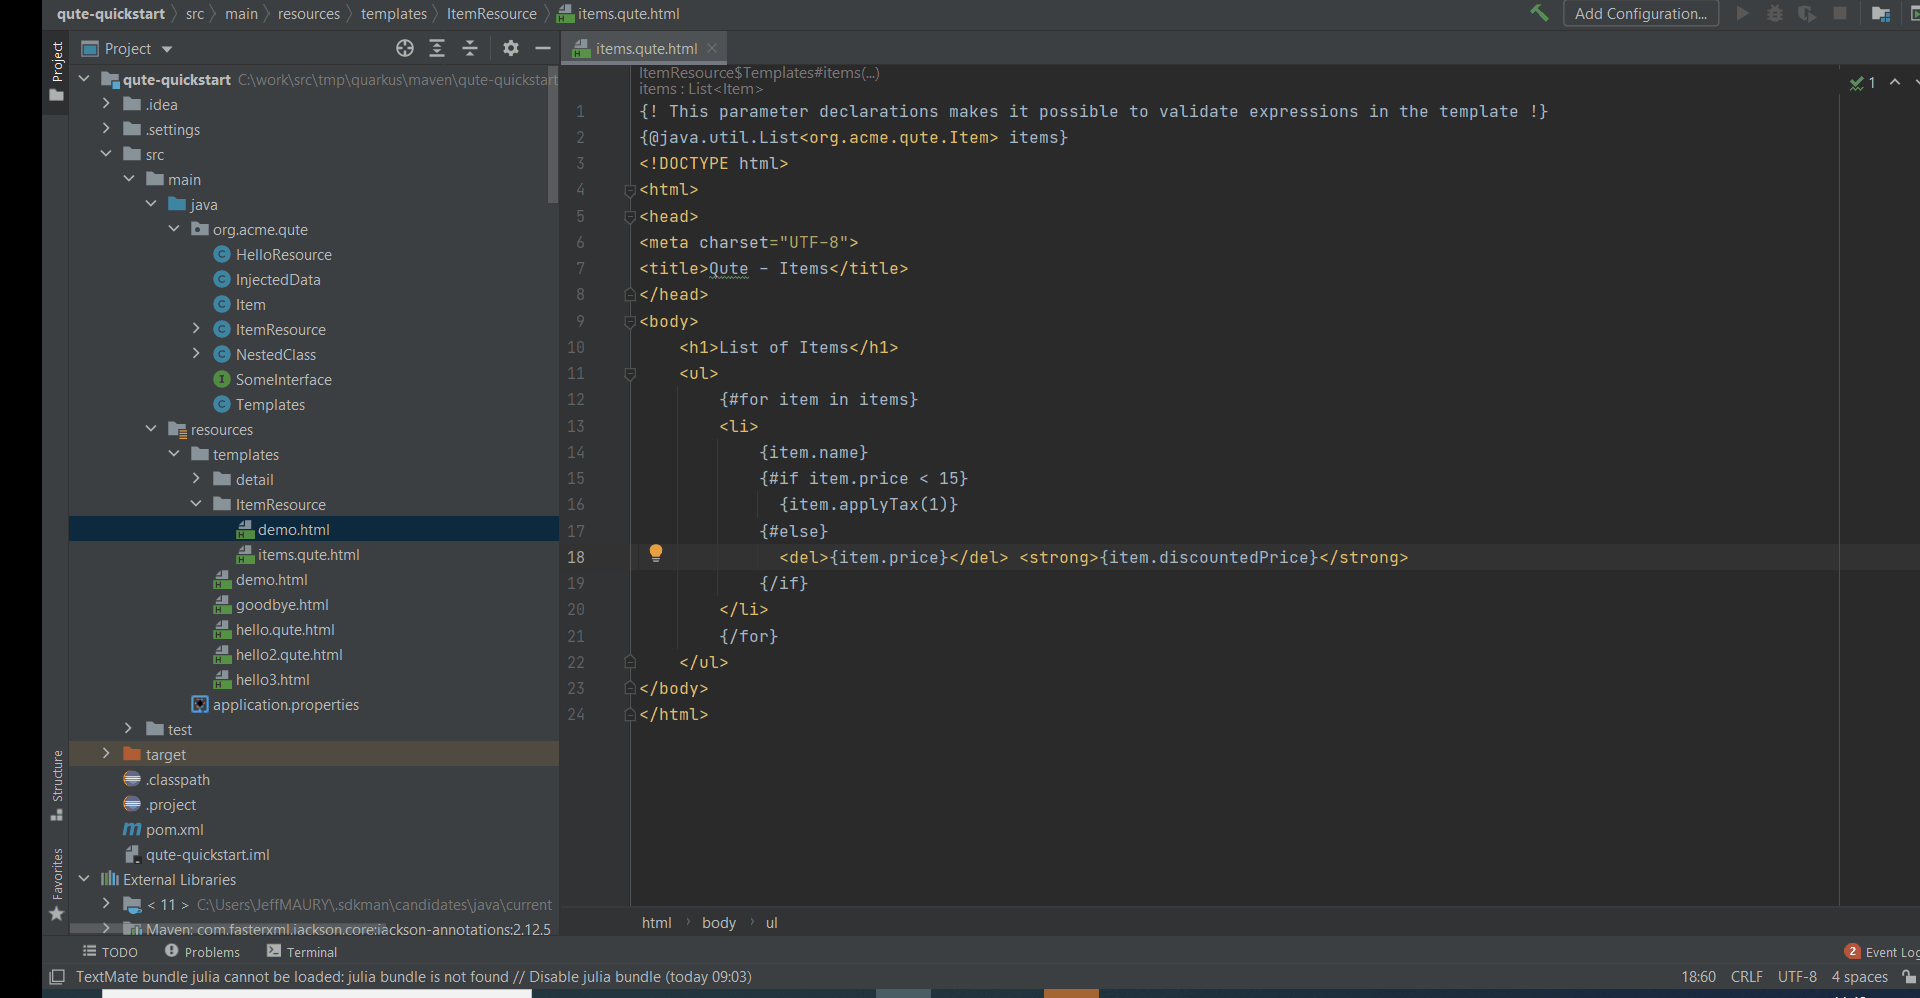 qute-quickstart src main resources templates ItemResource items.qute.html
Add Configuration...
Project
Project
Structure
Favorites
qute-quickstart C:\work\src\tmp\quarkus\maven\qute-quickstart
.idea
.settings
src
main
java
org.acme.qute
HelloResource
InjectedData
Item
ItemResource
NestedClass
SomeInterface
Templates
resources
templates
detail
ItemResource
demo.html
items.qute.html
demo.html
goodbye.html
hello.qute.html
hello2.qute.html
hello3.html
application.properties
test
target
.classpath
.project
pom.xml
qute-quickstart.iml
External Libraries
< 11 > C:\Users\JeffMAURY\.sdkman\candidates\java\current
Maven: com.fasterxml.jackson.core:jackson-annotations:2.12.5
items.qute.html
ItemResource$Templates#items(...)
items : List<Item>
1
1 {! This parameter declarations makes it possible to validate expressions in the template !}
2 {@java.util.List<org.acme.qute.Item> items}
3 <!DOCTYPE html>
4 <html>
5 <head>
6 <meta charset="UTF-8">
7 <title>Qute - Items</title>
8 </head>
9 <body>
10 <h1>List of Items</h1>
11 <ul>
12 {#for item in items}
13 <li>
14 {item.name}
15 {#if item.price < 15}
16 {item.applyTax(1)}
17 {#else}
18 <del>{item.price}</del> <strong>{item.discountedPrice}</strong>
19 {/if}
20 </li>
21 {/for}
22 </ul>
23 </body>
24 </html>
html body ul
TODO Problems Terminal
2 Event Log
TextMate bundle julia cannot be loaded: julia bundle is not found // Disable julia bundle (today 09:03)
18:60 CRLF UTF-8 4 spaces